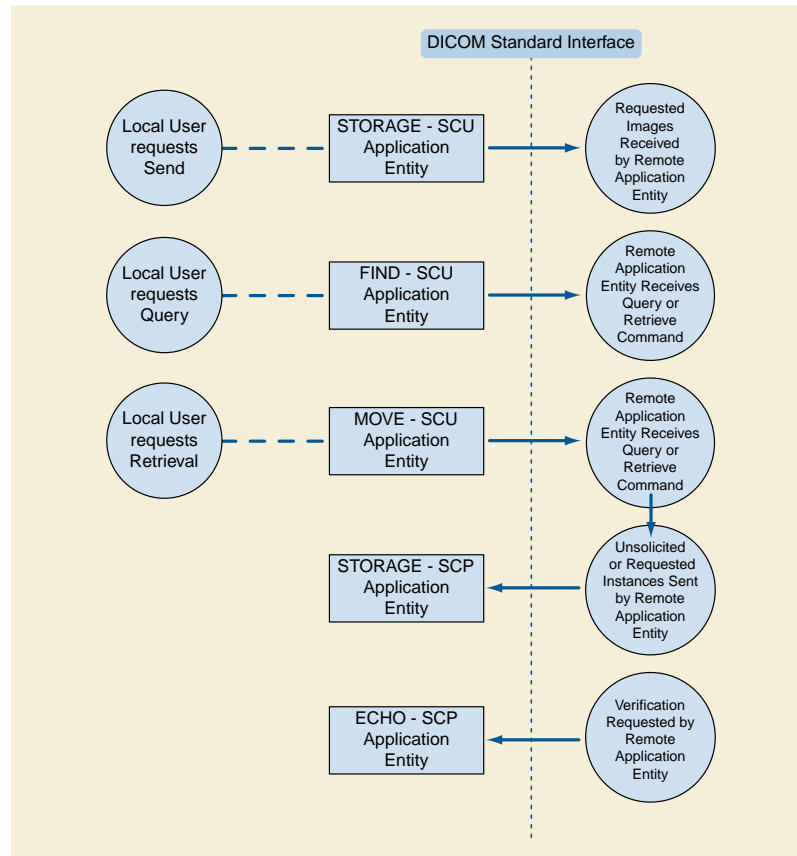 DICOM Standard Interface
Local User
requests
Send
STORAGE - SCU
Application
Entity
Requested
Images
Received
by Remote
Application
Entity
Local User
requests
Query
FIND - SCU
Application
Entity
Remote
Application
Entity Receives
Query or
Retrieve
Command
Local User
requests
Retrieval
MOVE - SCU
Application
Entity
Remote
Application
Entity Receives
Query or
Retrieve
Command
STORAGE - SCP
Application
Entity
Unsolicited
or Requested
Instances Sent
by Remote
Application
Entity
ECHO - SCP
Application
Entity
Verification
Requested by
Remote
Application
Entity